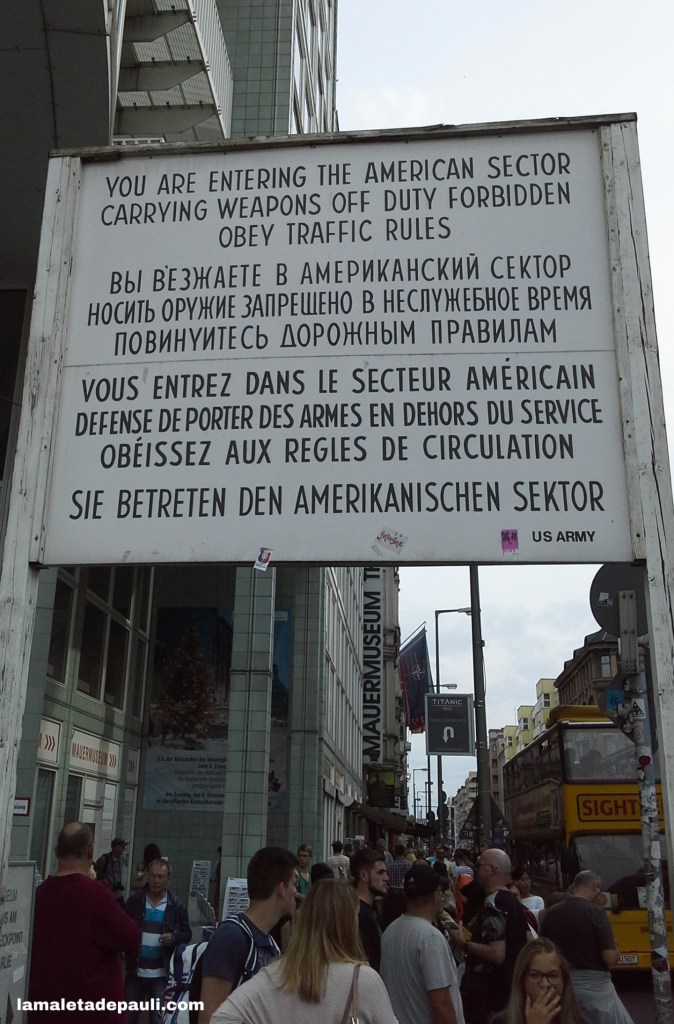 YOU ARE ENTERING THE AMERICAN SECTOR
CARRYING WEAPONS OFF DUTY FORBIDDEN
OBEY TRAFFIC RULES
ВЫ ВЪЕЗЖАЕТЕ В АМЕРИКАНСКИЙ СЕКТОР
НОСИТЬ ОРУЖИЕ ЗАПРЕЩЕНО В НЕСЛУЖЕБНОЕ ВРЕМЯ
ПОВИНУИТЕСЬ ДОРОЖНЫМ ПРАВИЛАМ
VOUS ENTREZ DANS LE SECTEUR AMÉRICAIN
DEFENSE DE PORTER DES ARMES EN DEHORS DU SERVICE
OBÉISSEZ AUX REGLES DE CIRCULATION
SIE BETRETEN DEN AMERIKANISCHEN SEKTOR
US ARMY
MAUERMUSEUM
TITANIC
MAUERMUSEUM
SIGHT
lamaletadepauli.com